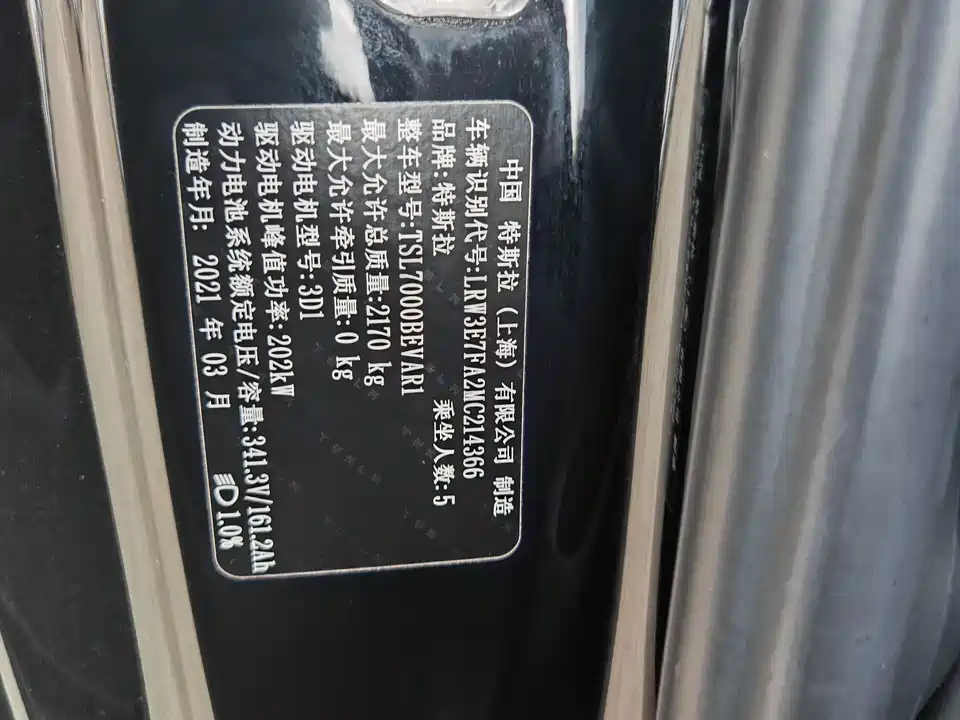 中国 特斯拉(上海)有限公司 制造
车辆识别代号:LRW3E7FA2MC214366
品牌:特斯拉 乘坐人数:5
整车型号:TSL7000BEVAR1
最大允许总质量:2170 kg
最大允许牵引质量:0 kg
驱动电机型号:3D1
驱动电机峰值功率:202kW
动力电池系统额定电压/容量:341.3V/161.2Ah
制造年月: 2021 年 03 月 1.0%